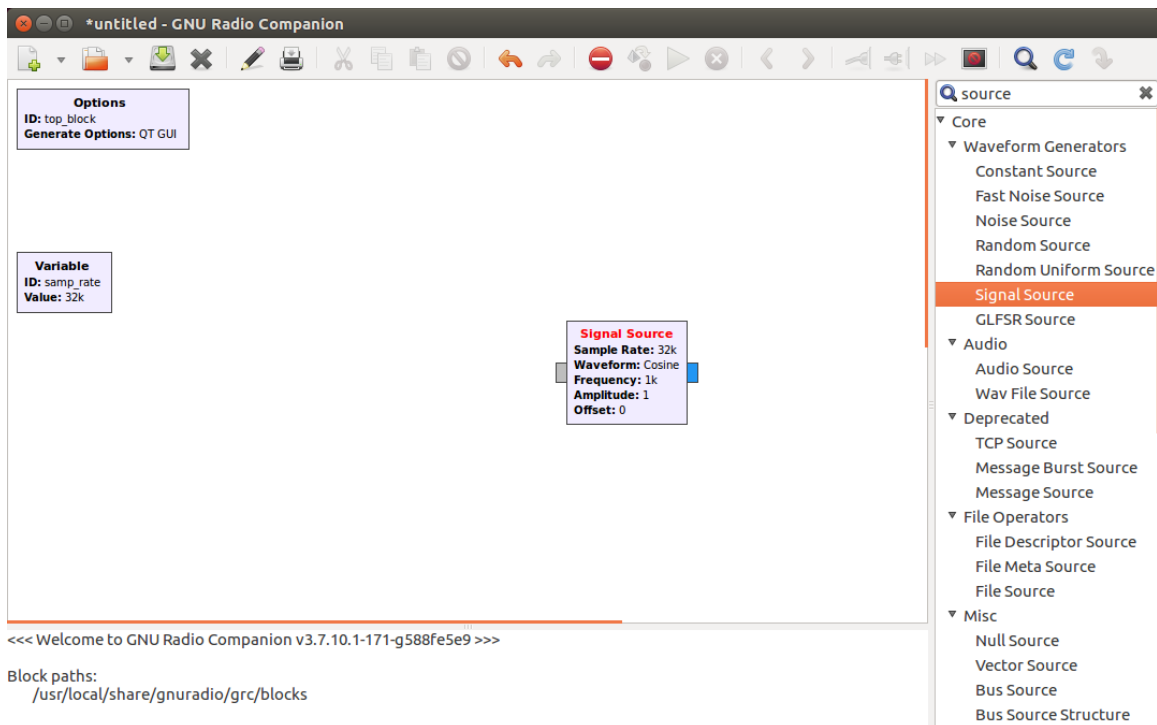 *untitled - GNU Radio Companion
Options
ID: top_block
Generate Options: QT GUI
Variable
ID: samp_rate
Value: 32k
Signal Source
Sample Rate: 32k
Waveform: Cosine
Frequency: 1k
Amplitude: 1
Offset: 0
source
Core
Waveform Generators
Constant Source
Fast Noise Source
Noise Source
Random Source
Random Uniform Source
Signal Source
GLFSR Source
Audio
Audio Source
Wav File Source
Deprecated
TCP Source
Message Burst Source
Message Source
File Operators
File Descriptor Source
File Meta Source
File Source
Misc
Null Source
Vector Source
Bus Source
Bus Source Structure
<<< Welcome to GNU Radio Companion v3.7.10.1-171-g588fe5e9 >>>
Block paths:
/usr/local/share/gnuradio/grc/blocks